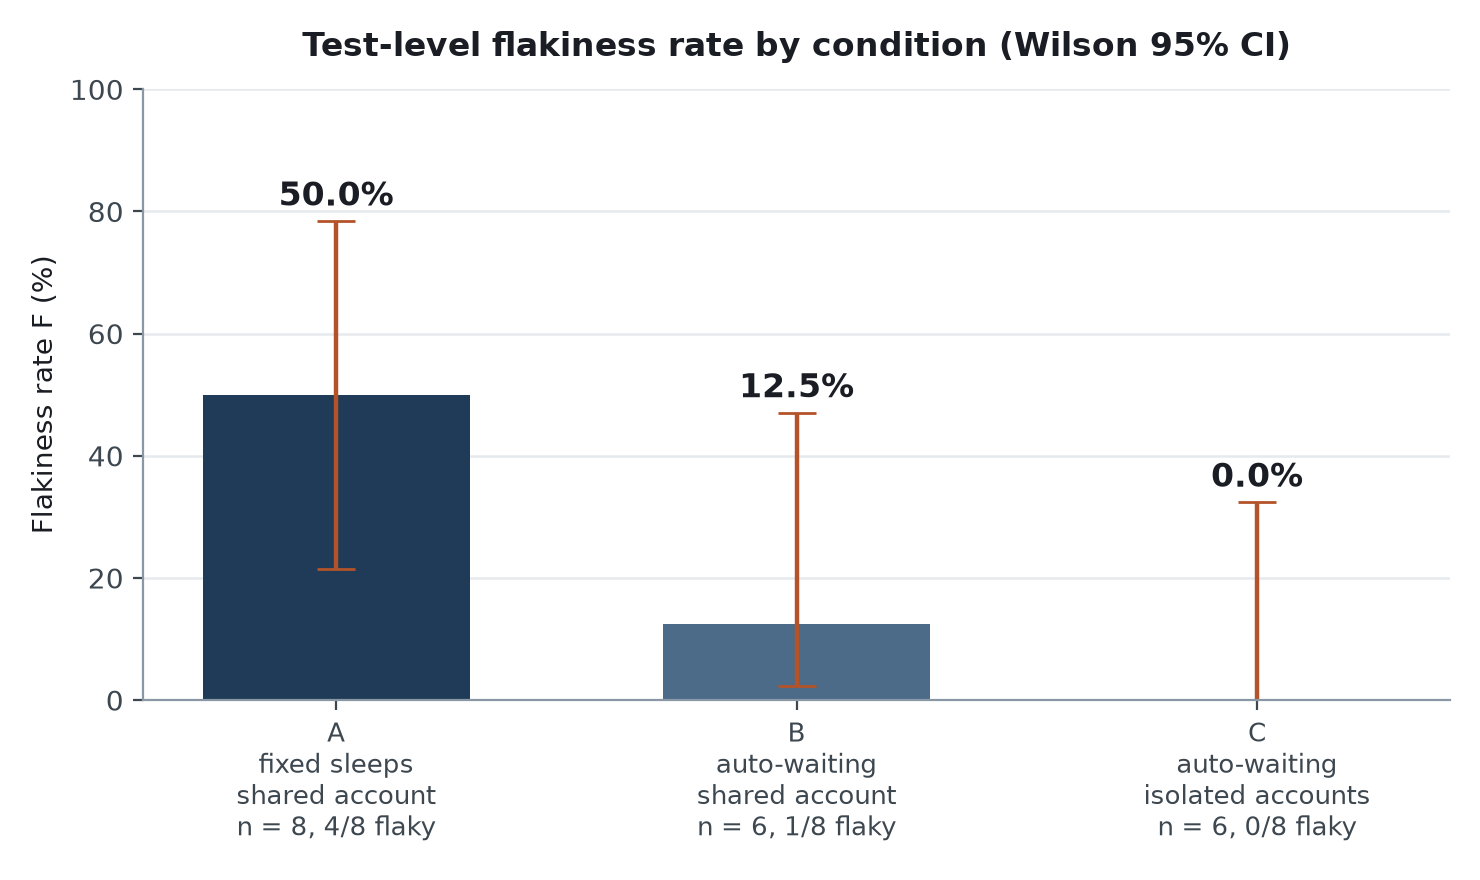 Test-level flakiness rate by condition (Wilson 95% CI)
Flakiness rate F (%)
100
80
60
40
20
0
50.0%
12.5%
0.0%
A
fixed sleeps
shared account
n = 8, 4/8 flaky
B
auto-waiting
shared account
n = 6, 1/8 flaky
C
auto-waiting
isolated accounts
n = 6, 0/8 flaky